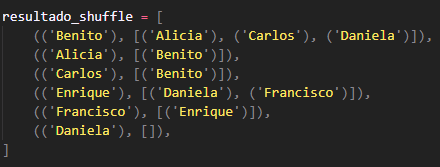 resultado_shuffle = [
(('Benito'), [('Alicia'), ('Carlos'), ('Daniela')]),
(('Alicia'), [('Benito')]),
(('Carlos'), [('Benito')]),
(('Enrique'), [('Daniela'), ('Francisco')]),
(('Francisco'), [('Enrique')]),
(('Daniela'), []),
]